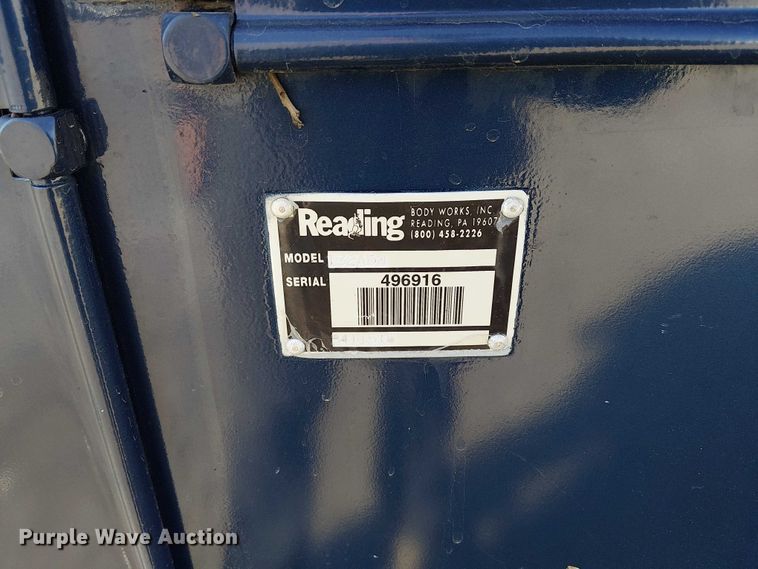 Reading
BODY WORKS, INC
READING, PA 19607
(800) 458-2226
MODEL
SERIAL
496916
Purple Wave Auction